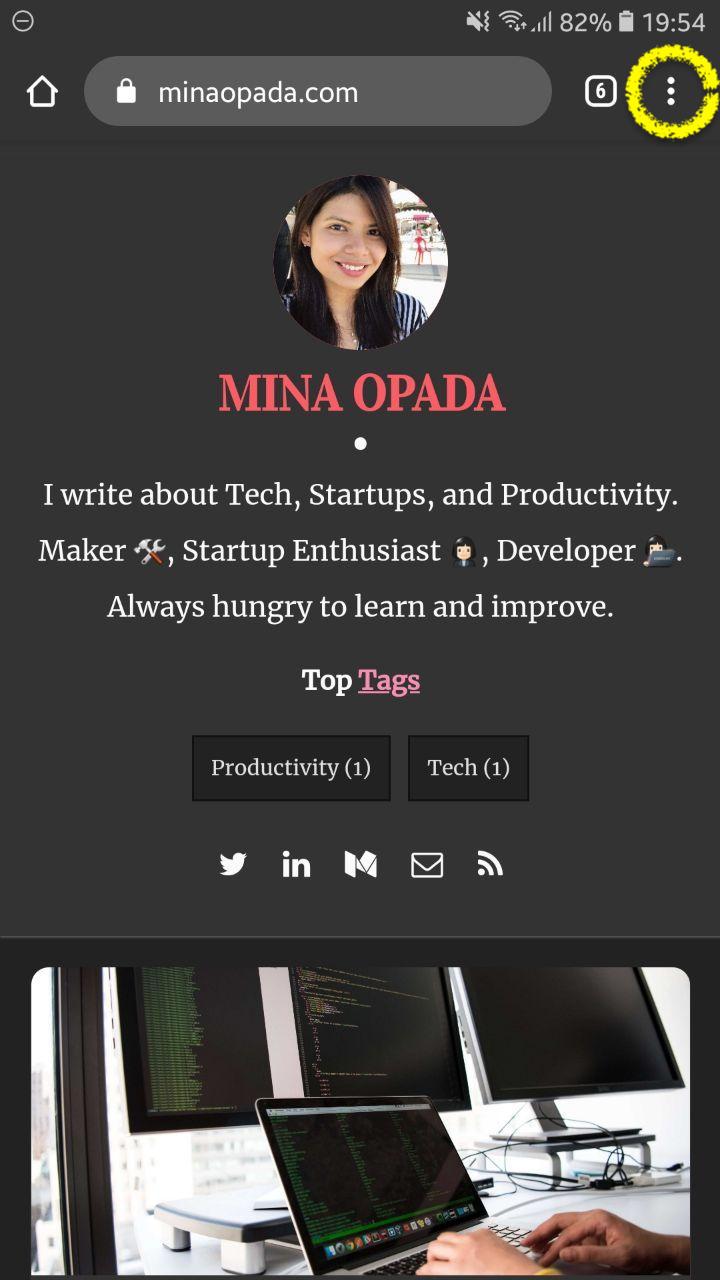 82% 19:54
minaopada.com 6
MINA OPADA
I write about Tech, Startups, and Productivity.
Maker 🛠️, Startup Enthusiast 👩🏻‍💼, Developer 👩🏻‍💻.
Always hungry to learn and improve.
Top Tags
Productivity (1) Tech (1)
in